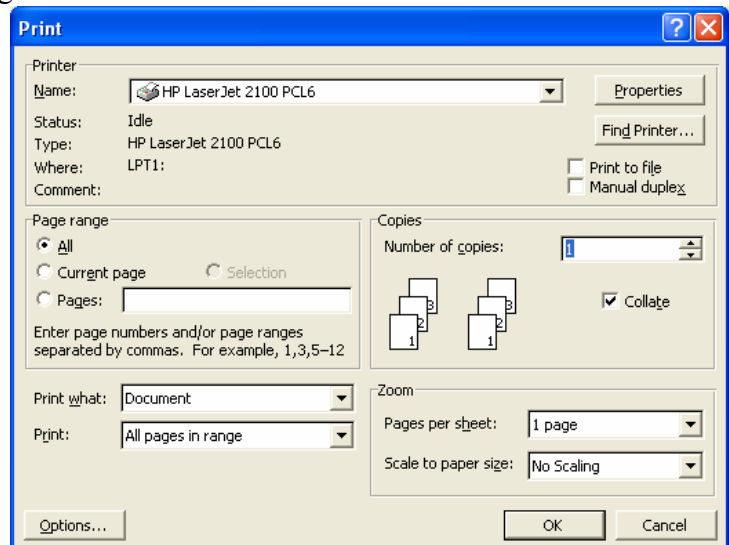 Print
Printer
Name: HP LaserJet 2100 PCL6 Properties
Status: Idle
Find Printer...
Type: HP LaserJet 2100 PCL6
Where: LPT1:
Print to file
Comment:
Manual duplex
Page range
All
Current page Selection
Pages:
Enter page numbers and/or page ranges
separated by commas. For example, 1,3,5–12
Copies
Number of copies: 1
1 2 3 1 2 3
Collate
Print what: Document
Print: All pages in range
Zoom
Pages per sheet: 1 page
Scale to paper size: No Scaling
Options... OK Cancel